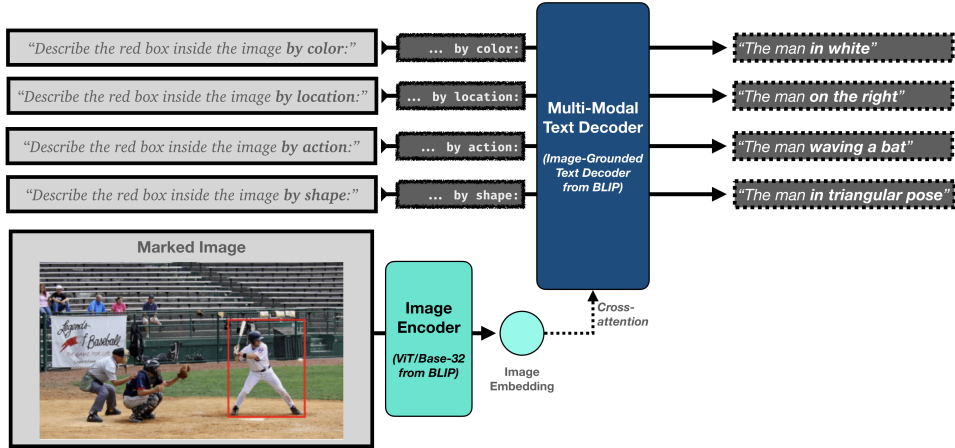 “Describe the red box inside the image by color:”
... by color:
“The man in white”
“Describe the red box inside the image by location:”
... by location:
“The man on the right”
“Describe the red box inside the image by action:”
... by action:
“The man waving a bat”
“Describe the red box inside the image by shape:”
... by shape:
“The man in triangular pose”
Multi-Modal
Text Decoder
(Image-Grounded
Text Decoder
from BLIP)
Marked Image
Legends
of Baseball
Image
Encoder
(ViT/Base-32
from BLIP)
Image
Embedding
Cross-
attention